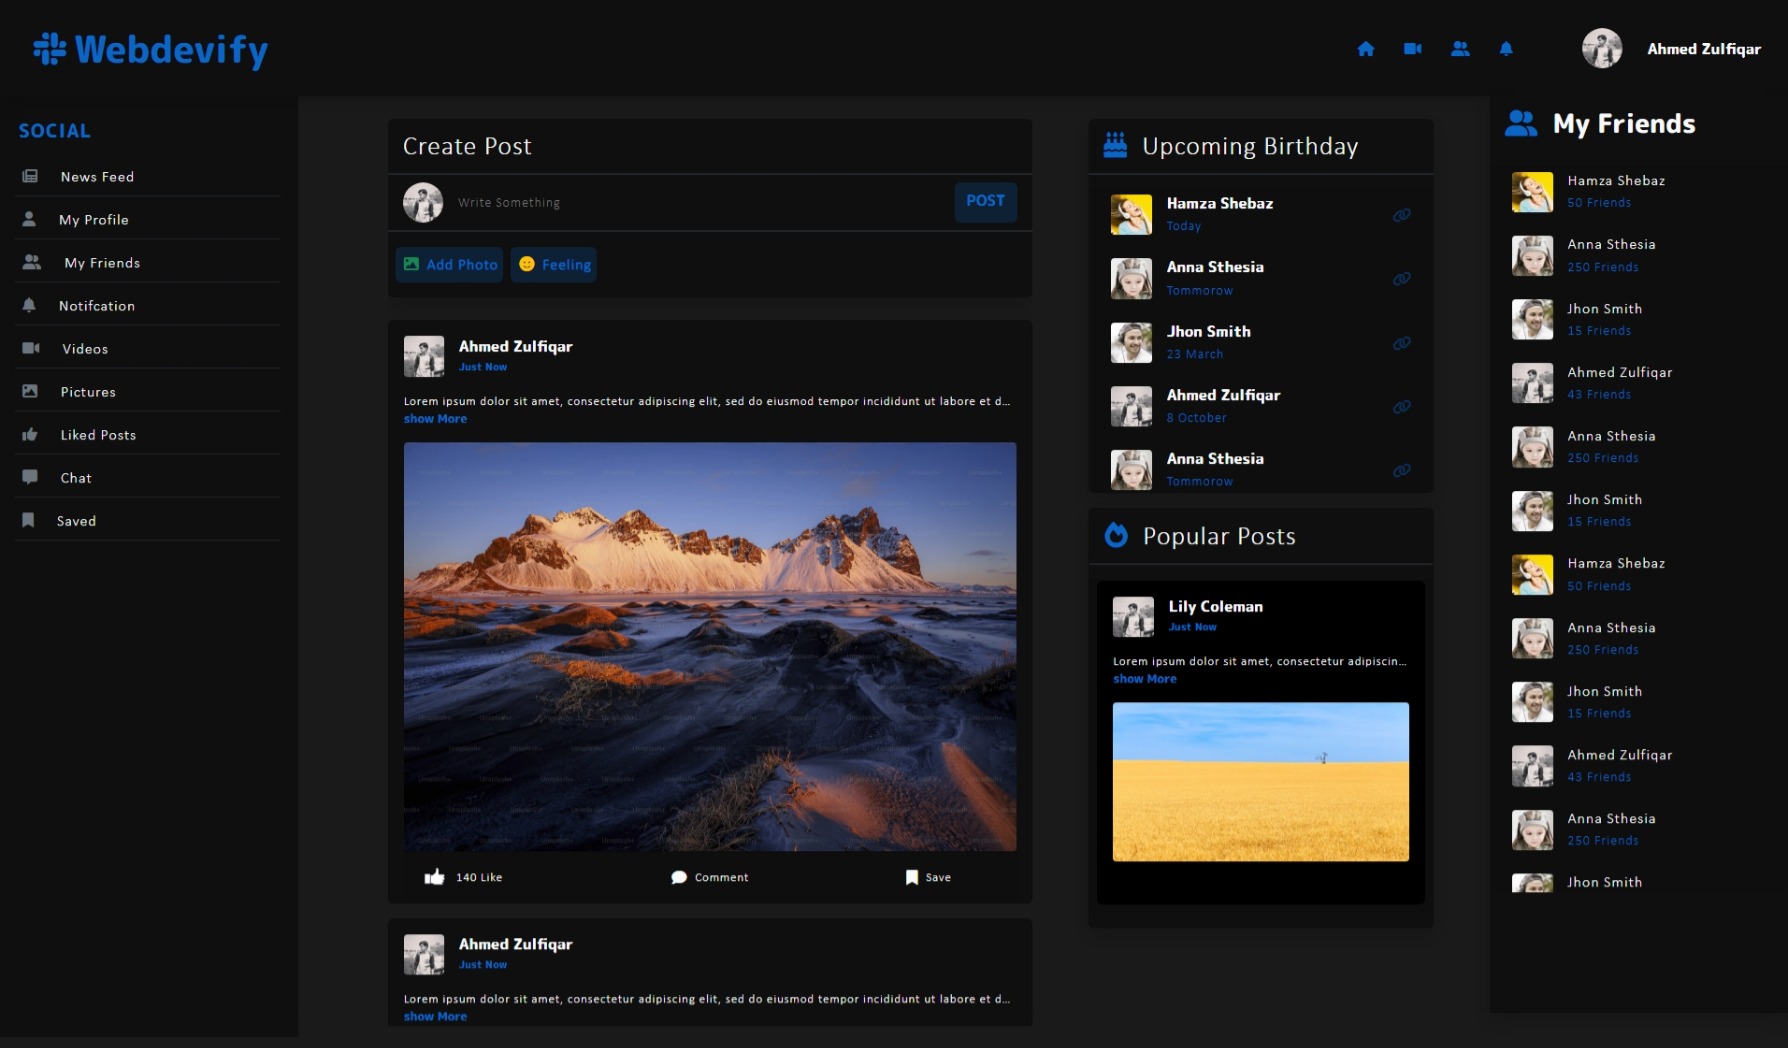 Webdevify
Ahmed Zulfiqar
SOCIAL
News Feed
My Profile
My Friends
Notifcation
Videos
Pictures
Liked Posts
Chat
Saved
Create Post
Write Something
POST
Add Photo
Feeling
Ahmed Zulfiqar
Just Now
Lorem ipsum dolor sit amet, consectetur adipiscing elit, sed do eiusmod tempor incididunt ut labore et d...
show More
140 Like
Comment
Save
Ahmed Zulfiqar
Just Now
Lorem ipsum dolor sit amet, consectetur adipiscing elit, sed do eiusmod tempor incididunt ut labore et d...
show More
Upcoming Birthday
Hamza Shebaz
Today
Anna Sthesia
Tommorow
Jhon Smith
23 March
Ahmed Zulfiqar
8 October
Anna Sthesia
Tommorow
Popular Posts
Lily Coleman
Just Now
Lorem ipsum dolor sit amet, consectetur adipiscin...
show More
My Friends
Hamza Shebaz
50 Friends
Anna Sthesia
250 Friends
Jhon Smith
15 Friends
Ahmed Zulfiqar
43 Friends
Anna Sthesia
250 Friends
Jhon Smith
15 Friends
Hamza Shebaz
50 Friends
Anna Sthesia
250 Friends
Jhon Smith
15 Friends
Ahmed Zulfiqar
43 Friends
Anna Sthesia
250 Friends
Jhon Smith